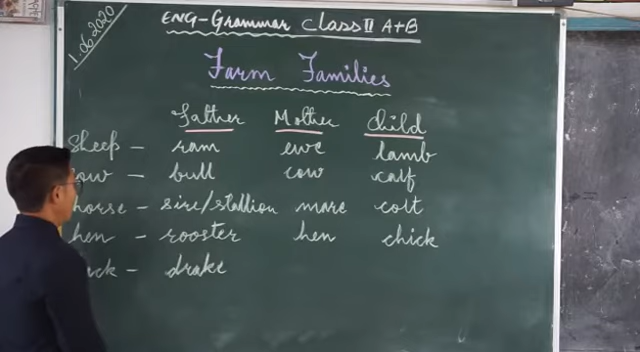 1.06.2020
ENG-Grammar Class II A+B
Farm Families
Father Mother Child
Sheep - ram ewe lamb
cow - bull cow calf
horse - sire/stallion mare colt
hen - rooster hen chick
- drake